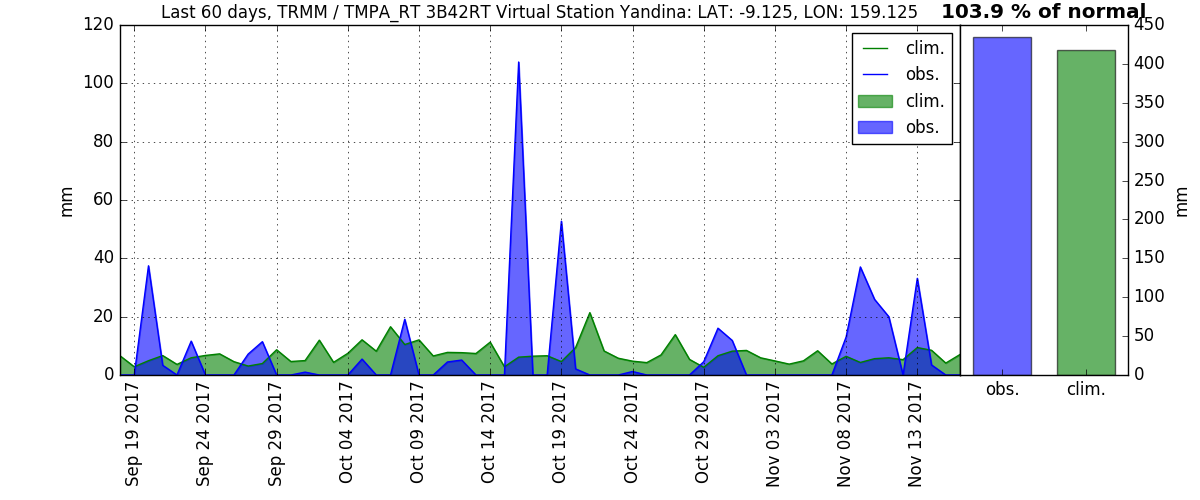 Last 60 days, TRMM / TMPA_RT 3B42RT Virtual Station Yandina: LAT: -9.125, LON: 159.125
103.9 % of normal
120
100
80
60
40
20
0
mm
clim.
obs.
clim.
obs.
450
400
350
300
250
200
150
100
50
0
mm
Sep 19 2017
Sep 24 2017
Sep 29 2017
Oct 04 2017
Oct 09 2017
Oct 14 2017
Oct 19 2017
Oct 24 2017
Oct 29 2017
Nov 03 2017
Nov 08 2017
Nov 13 2017
obs.
clim.